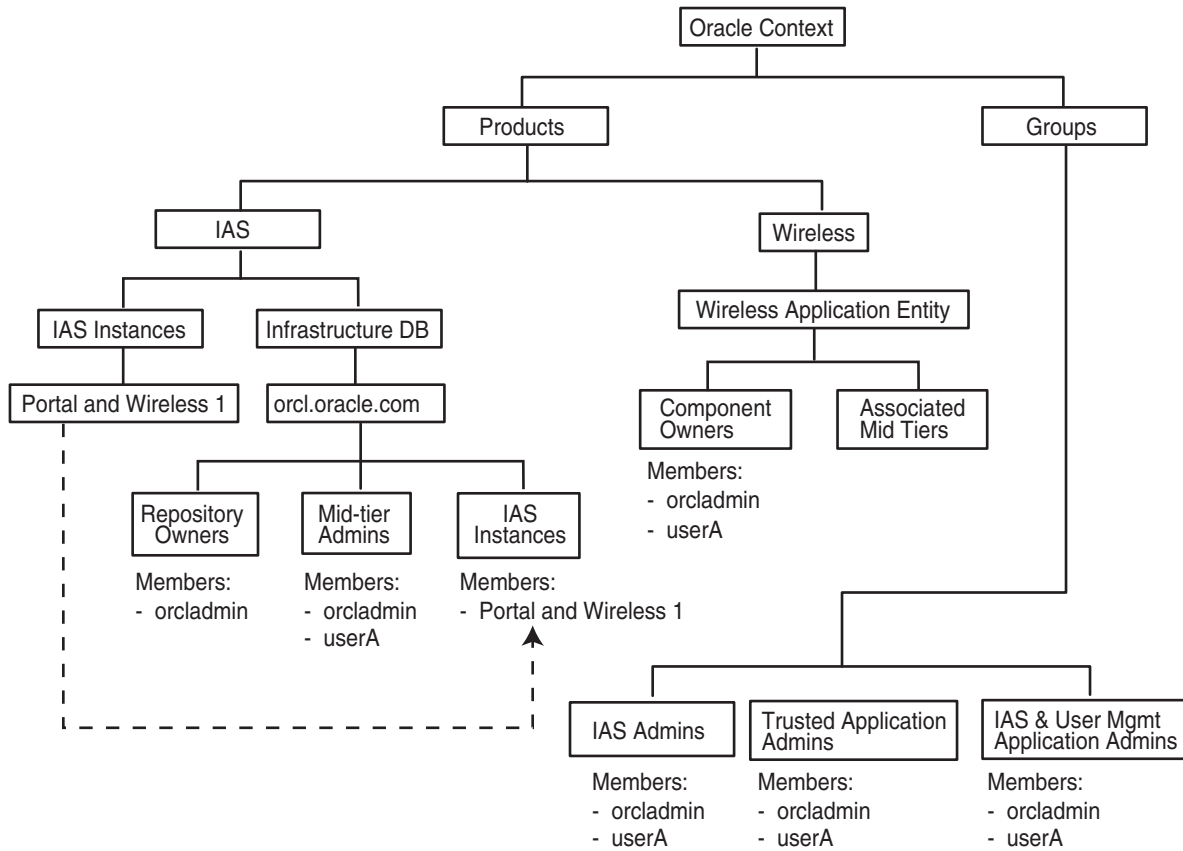 Oracle Context
Products
Groups
IAS
Wireless
IAS Instances
Infrastructure DB
Wireless Application Entity
Portal and Wireless 1
orcl.oracle.com
Component
Owners
Associated
Mid Tiers
Members:
- orcladmin
- userA
Repository
Owners
Mid-tier
Admins
IAS
Instances
Members:
- orcladmin
Members:
- orcladmin
- userA
Members:
- Portal and Wireless 1
IAS Admins
Trusted Application
Admins
IAS & User Mgmt
Application Admins
Members:
- orcladmin
- userA
Members:
- orcladmin
- userA
Members:
- orcladmin
- userA